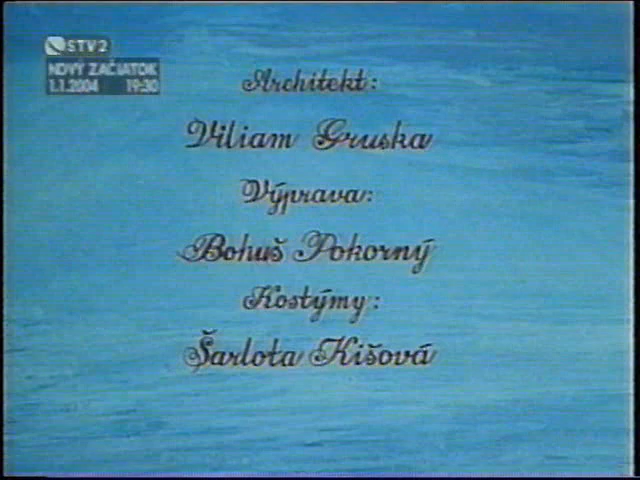 STV2
NOVÝ ZAČIATOK
1.1.2004 19:30
Architekt:
Viliam Gruska
Výprava:
Bohuš Pokorný
Kostýmy:
Šarlota Kišová